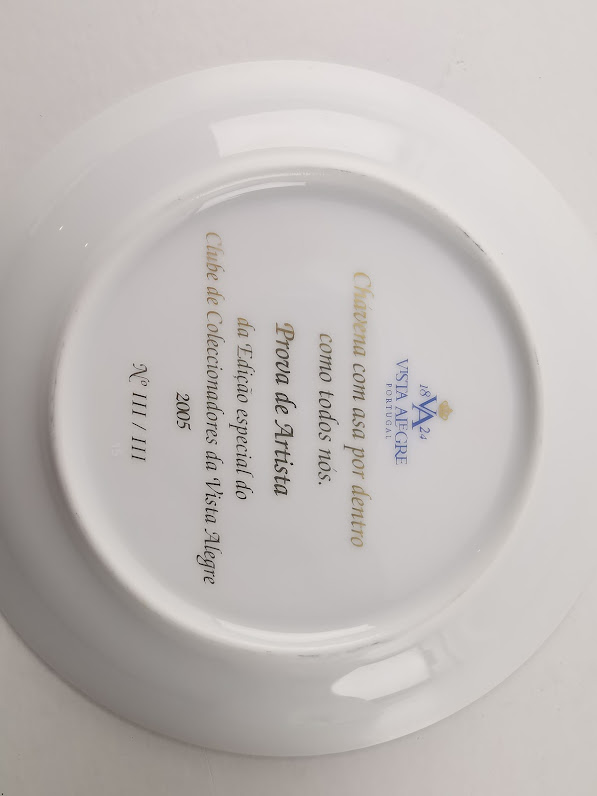 18 VA 24
VISTA ALEGRE
PORTUGAL
Chávena com asa por dentro
como todos nós.
Prova de Artista
da Edição especial do
Clube de Coleccionadores da Vista Alegre
2005
Nº III / III